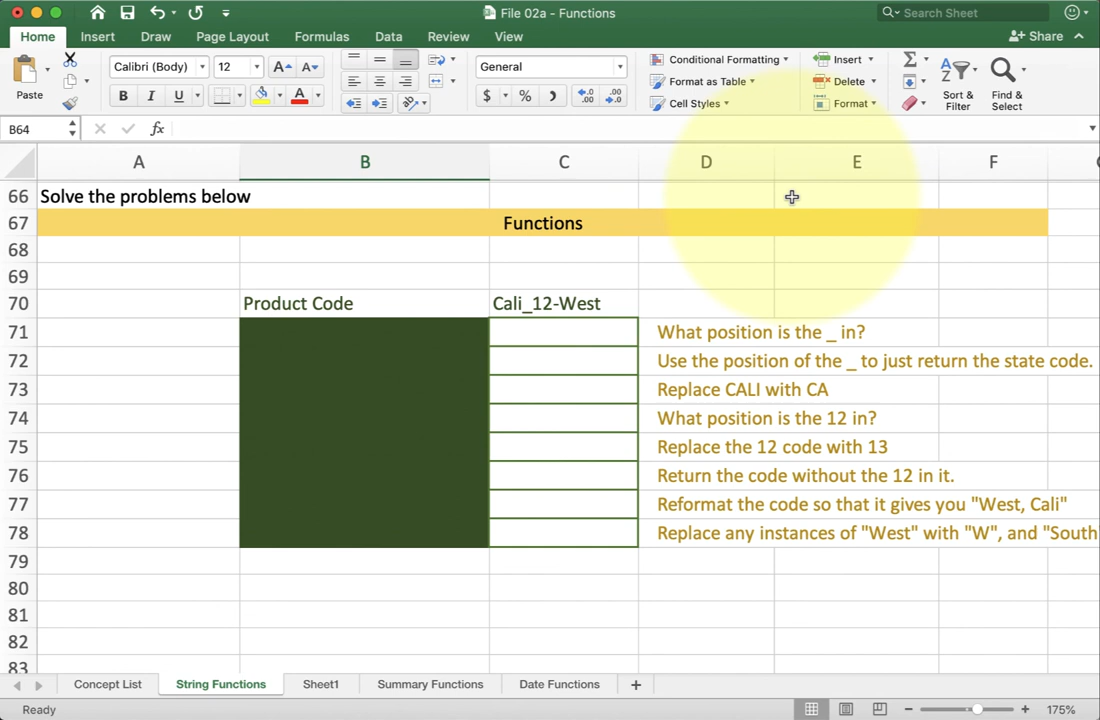 File 02a - Functions
Search Sheet
Home Insert Draw Page Layout Formulas Data Review View
Share
Paste
Calibri (Body) 12 A A
General
Conditional Formatting
Insert
B I U A
$ % )
Format as Table
Delete
Cell Styles
Format
Sort & Filter
Find & Select
B64
fx
A B C D E F
66 Solve the problems below
67 Functions
68
69
70 Product Code Cali_12-West
71 What position is the _ in?
72 Use the position of the _ to just return the state code.
73 Replace CALI with CA
74 What position is the 12 in?
75 Replace the 12 code with 13
76 Return the code without the 12 in it.
77 Reformat the code so that it gives you "West, Cali"
78 Replace any instances of "West" with "W", and "South
79
80
81
82
83
Concept List String Functions Sheet1 Summary Functions Date Functions +
Ready
175%